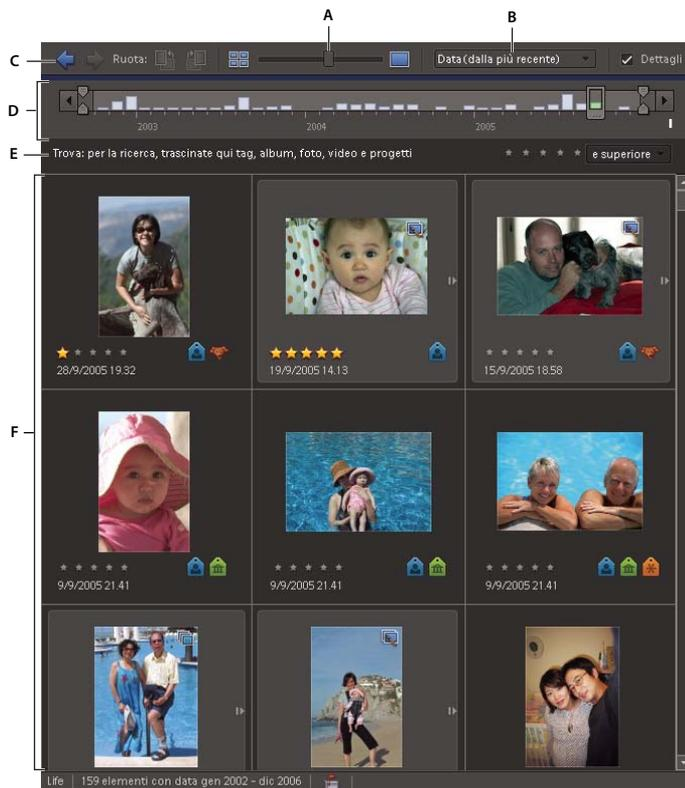 A
B
C
Ruota:
Data (dalla più recente)
Dettagli
D
2003
2004
2005
E
Trova: per la ricerca, trascinate qui tag, album, foto, video e progetti
e superiore
28/9/2005 19.32
19/9/2005 14.13
15/9/2005 18.58
F
9/9/2005 21.41
9/9/2005 21.41
9/9/2005 21.41
Life
159 elementi con data gen 2002 - dic 2006